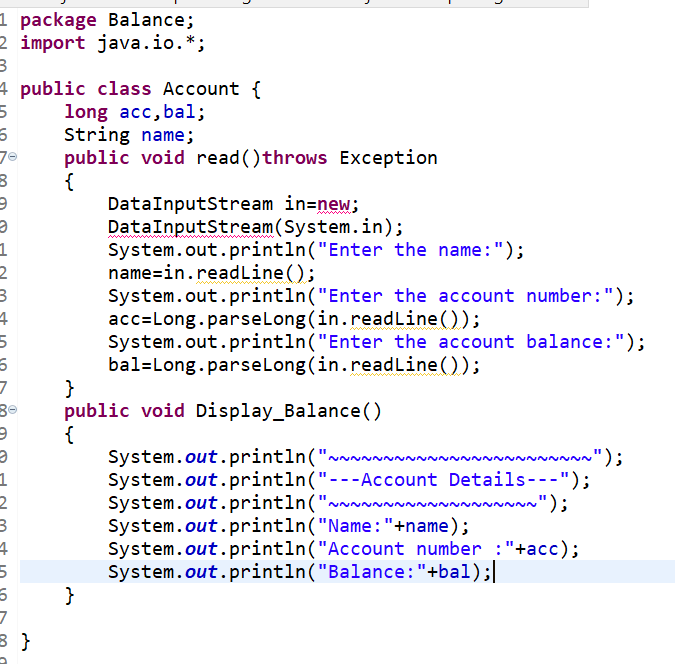 package Balance;
import java.io.*;
public class Account {
    long acc,bal;
    String name;
    public void read()throws Exception
    {
        DataInputStream in=new;
        DataInputStream(System.in);
        System.out.println("Enter the name:");
        name=in.readLine();
        System.out.println("Enter the account number:");
        acc=Long.parseLong(in.readLine());
        System.out.println("Enter the account balance:");
        bal=Long.parseLong(in.readLine());
    }
    public void Display_Balance()
    {
        System.out.println("~~~~~~~~~~~~~~~~~~~~~~~~");
        System.out.println("---Account Details---");
        System.out.println("~~~~~~~~~~~~~~~~~~~");
        System.out.println("Name:"+name);
        System.out.println("Account number :"+acc);
        System.out.println("Balance:"+bal);
    }
}